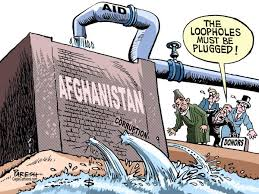 AID
THE
LOOPHOLES
MUST BE
PLUGGED!
AFGHANISTAN
CORRUPTION
DONORS
PARESH
$